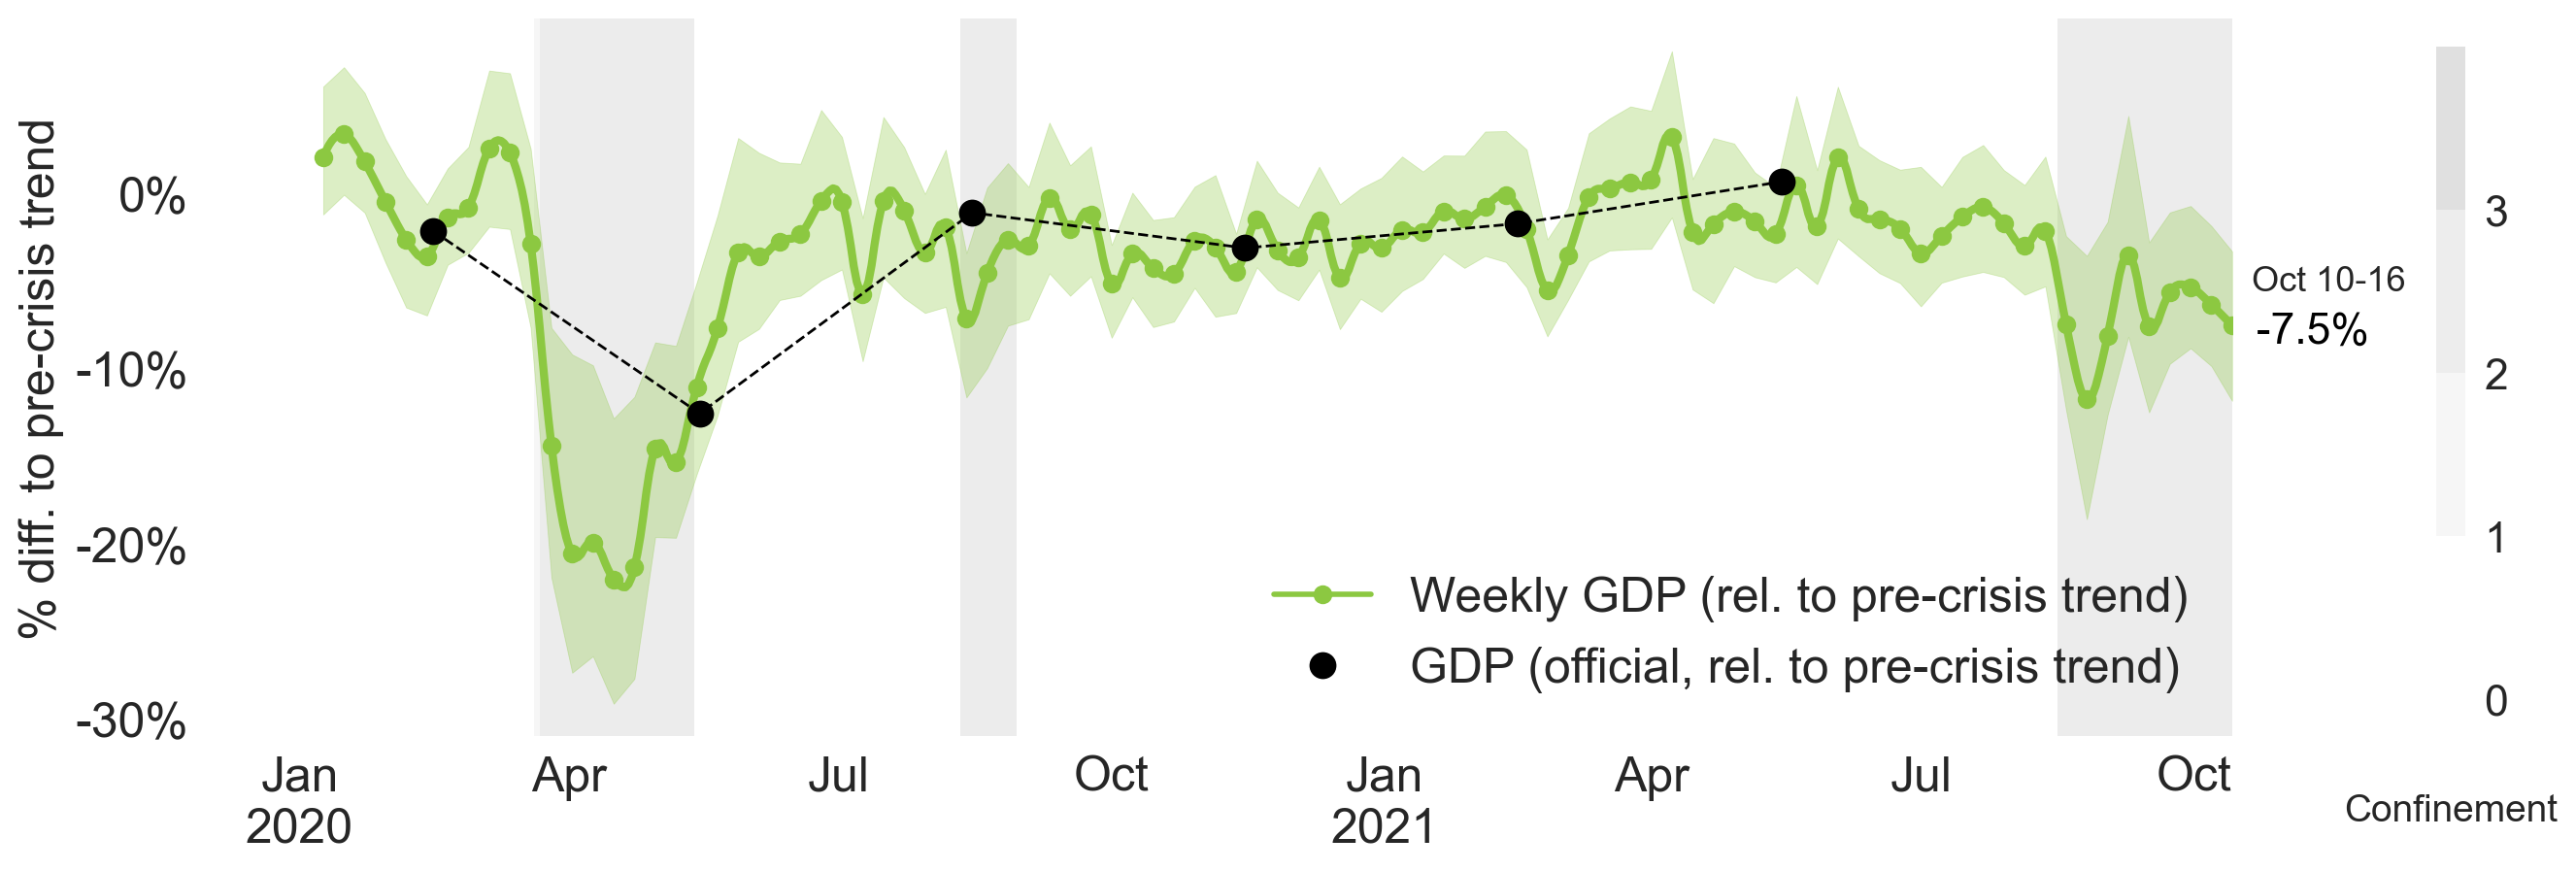 % diff. to pre-crisis trend
0%
-10%
-20%
-30%
Jan
2020
Apr
Jul
Oct
Jan
2021
Apr
Jul
Oct
Oct 10-16
-7.5%
Weekly GDP (rel. to pre-crisis trend)
GDP (official, rel. to pre-crisis trend)
3
2
1
0
Confinement